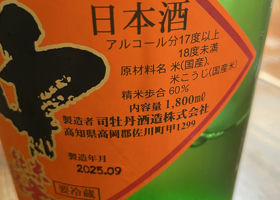 日本酒
アルコール分17度以上
18度未満
原材料名 米(国産)、
米こうじ(国産米)
精米歩合 60%
内容量 1,800mℓ
製造者 司牡丹酒造株式会社
高知県高岡郡佐川町甲1299
製造年月
2025.09
要冷蔵